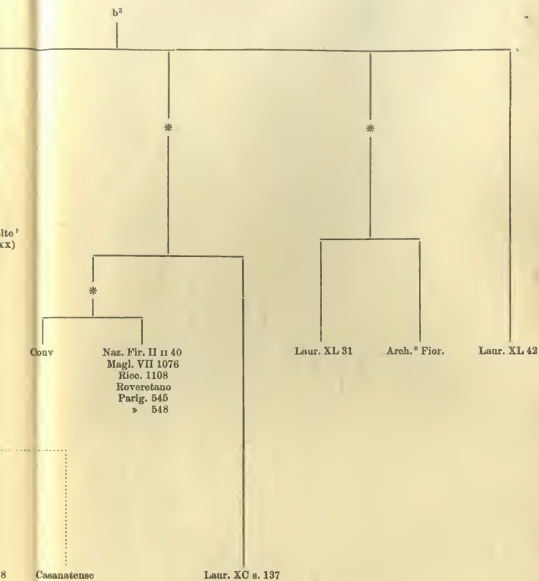 b²
*
*
lte'
xx)
*
Conv
Naz. Fir. II II 40
Magl. VII 1076
Ricc. 1108
Roveretano
Parig. 545
» 548
Laur. XL 31
Arch.° Fior.
Laur. XL 42
8
Casanatense
Laur. XC s. 137